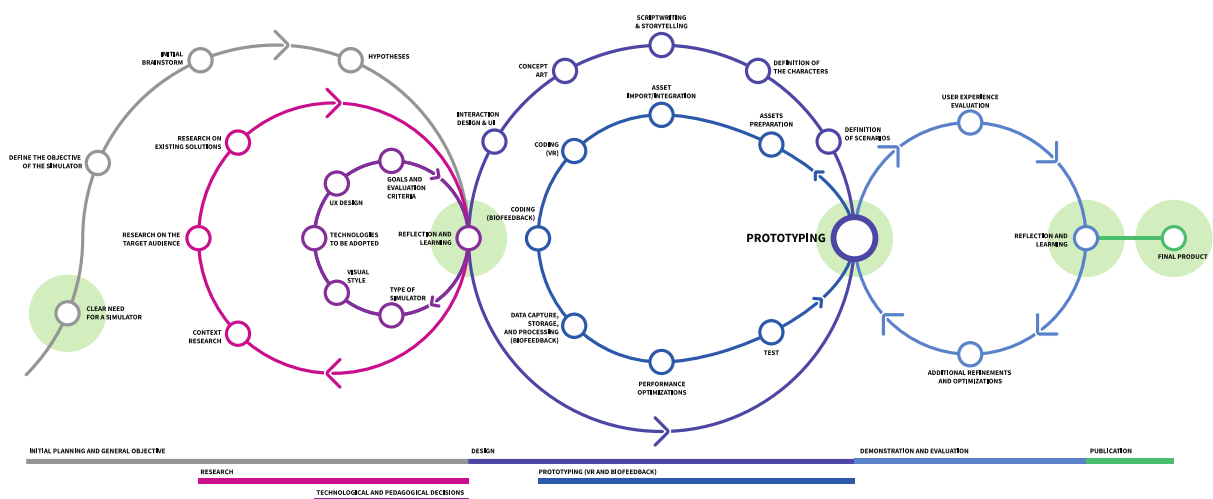 SCRIPTWRITING
& STORYTELLING
INITIAL
BRAINSTORM
HYPOTHESES
CONCEPT
ART
DEFINITION OF
THE CHARACTERS
ASSET
IMPORT/INTEGRATION
USER EXPERIENCE
EVALUATION
INTERACTION
DESIGN & UI
ASSETS
PREPARATION
DEFINITION
OF SCENARIOS
RESEARCH ON
EXISTING SOLUTIONS
CODING
(VR)
DEFINE THE OBJECTIVE
OF THE SIMULATOR
GOALS AND
EVALUATION
CRITERIA
UX DESIGN
CODING
(BIOFEEDBACK)
RESEARCH ON THE
TARGET AUDIENCE
TECHNOLOGIES
TO BE ADOPTED
REFLECTION AND
LEARNING
PROTOTYPING
REFLECTION AND
LEARNING
FINAL PRODUCT
VISUAL
STYLE
TYPE OF
SIMULATOR
CLEAR NEED
FOR A SIMULATOR
DATA CAPTURE,
STORAGE,
AND PROCESSING
(BIOFEEDBACK)
CONTEXT
RESEARCH
TEST
PERFORMANCE
OPTIMIZATIONS
ADDITIONAL REFINEMENTS
AND OPTIMIZATIONS
INITIAL PLANNING AND GENERAL OBJECTIVE
DESIGN
DEMONSTRATION AND EVALUATION
PUBLICATION
RESEARCH
PROTOTYPING (VR AND BIOFEEDBACK)
TECHNOLOGICAL AND PEDAGOGICAL DECISIONS